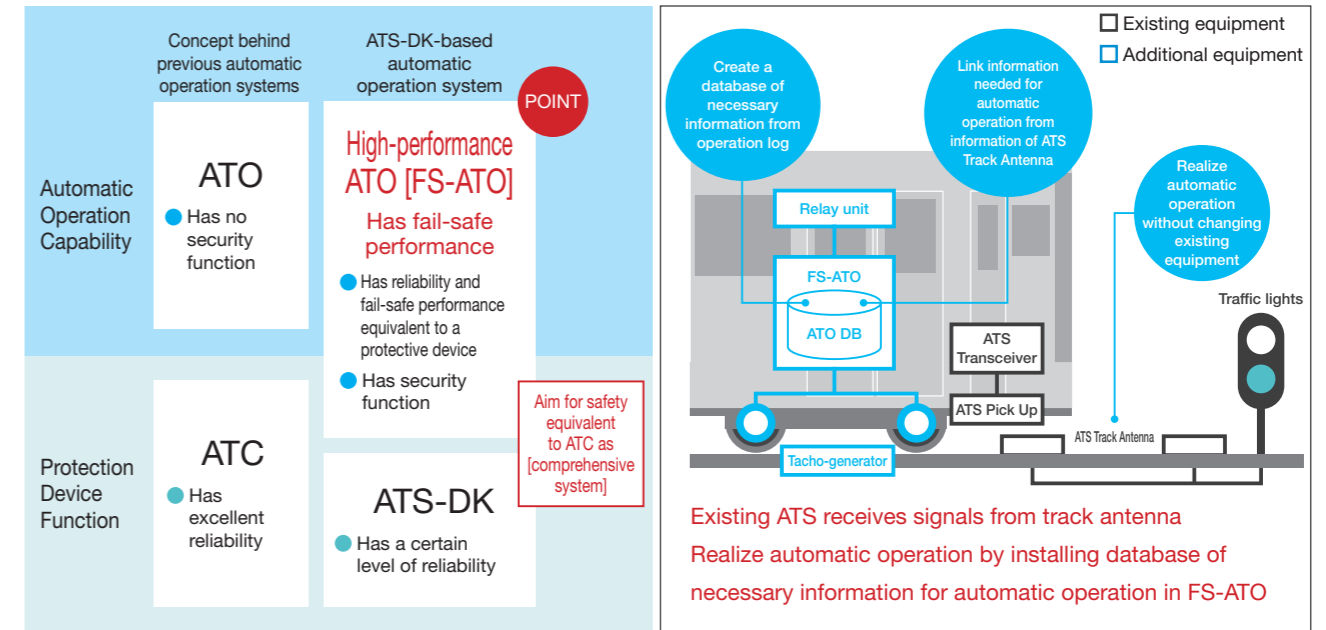 Concept behind
previous automatic
operation systems
ATS-DK-based
automatic
operation system
POINT
Automatic
Operation
Capability
ATO
Has no
security
function
High-performance
ATO [FS-ATO]
Has fail-safe
performance
Has reliability and
fail-safe performance
equivalent to a
protective device
Has security
function
Protection
Device
Function
ATC
Has
excellent
reliability
ATS-DK
Has a certain
level of reliability
Aim for safety
equivalent
to ATC as
[comprehensive
system]
Existing equipment
Additional equipment
Create a
database of
necessary
information from
operation log
Link information
needed for
automatic
operation from
information of ATS
Track Antenna
Realize
automatic
operation
without changing
existing
equipment
Relay unit
FS-ATO
ATO DB
ATS
Transceiver
ATS Pick Up
Traffic lights
ATS Track Antenna
Tacho-generator
Existing ATS receives signals from track antenna
Realize automatic operation by installing database of
necessary information for automatic operation in FS-ATO